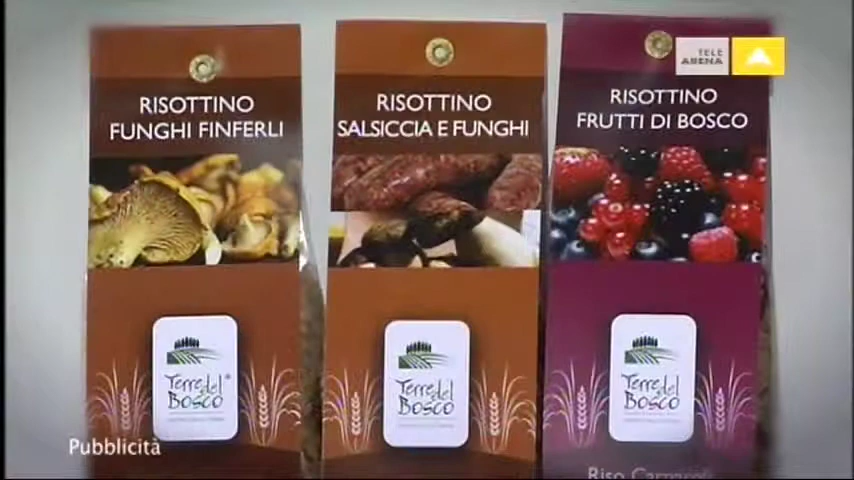 TELE
ARENA
RISOTTINO
FUNGHI FINFERLI
RISOTTINO
SALSICCIA E FUNGHI
RISOTTINO
FRUTTI DI BOSCO
Terre del
BOSCO
®
Terre del
BOSCO
Terre del
BOSCO
Pubblicità
Riso